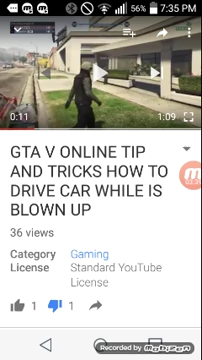 56% 7:35 PM
0:11 1:09
GTA V ONLINE TIP
AND TRICKS HOW TO
DRIVE CAR WHILE IS
BLOWN UP
36 views
Category Gaming
License Standard YouTube
License
1 1
Recorded by Mobizen